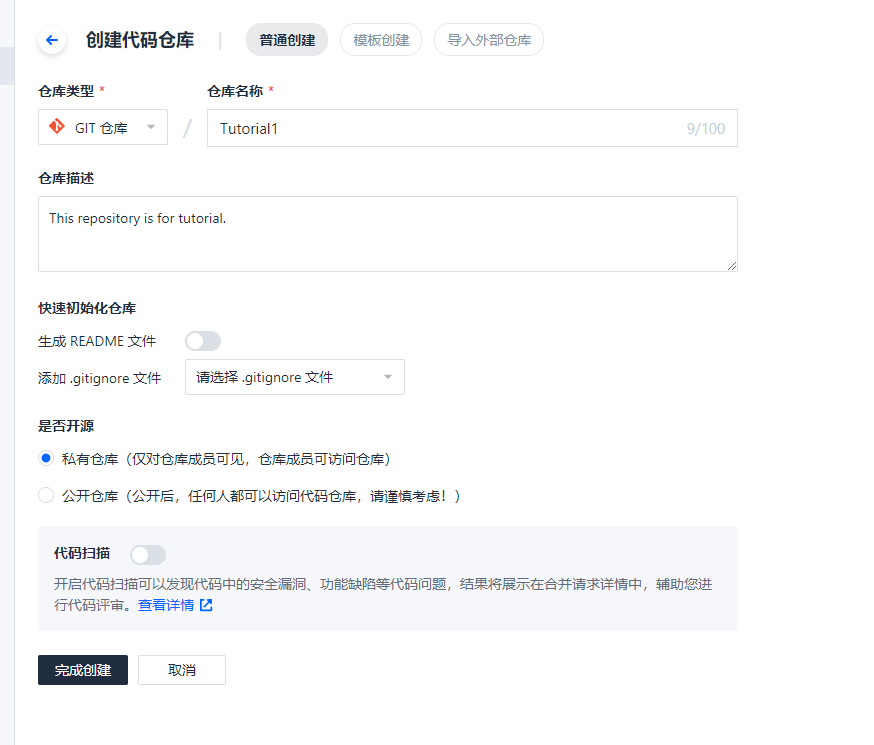 创建代码仓库 | 普通创建 模板创建 导入外部仓库
仓库类型 * 仓库名称 *
GIT 仓库 / Tutorial1 9/100
仓库描述
This repository is for tutorial.
快速初始化仓库
生成 README 文件
添加 .gitignore 文件 请选择 .gitignore 文件
是否开源
私有仓库（仅对仓库成员可见，仓库成员可访问仓库）
公开仓库（公开后，任何人都可以访问代码仓库，请谨慎考虑！）
代码扫描
开启代码扫描可以发现代码中的安全漏洞、功能缺陷等代码问题，结果将展示在合并请求详情中，辅助您进
行代码评审。查看详情
完成创建 取消